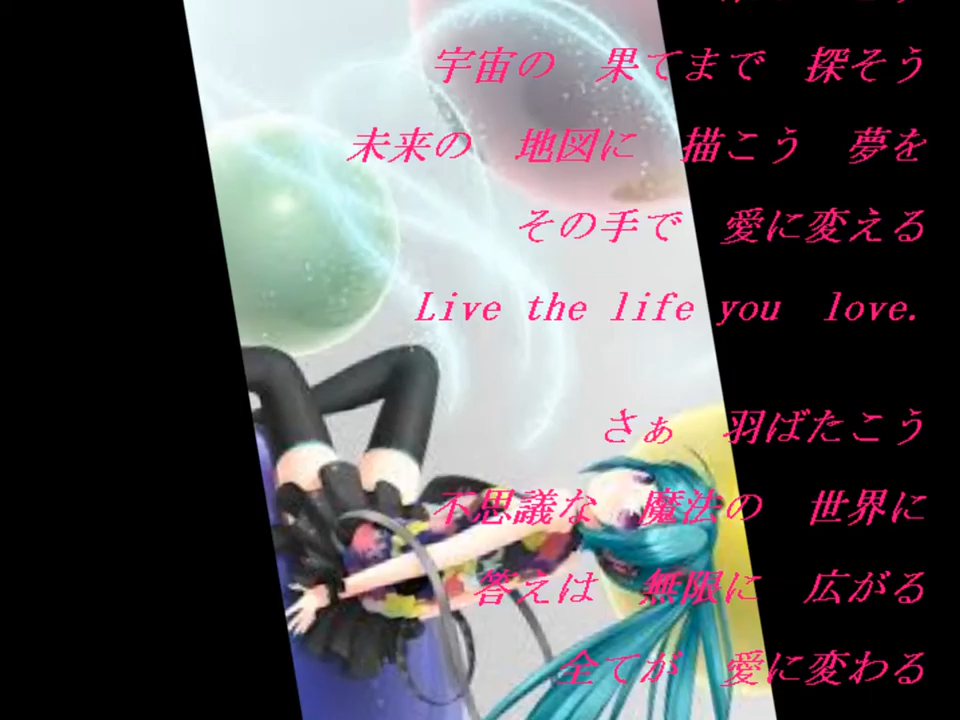 宇宙の　果てまで　探そう
未来の　地図に　描こう　夢を
その手で　愛に変える
Live the life you　love.
さぁ　羽ばたこう
不思議な　魔法の　世界に
答えは　無限に　広がる
全てが　愛に変わる